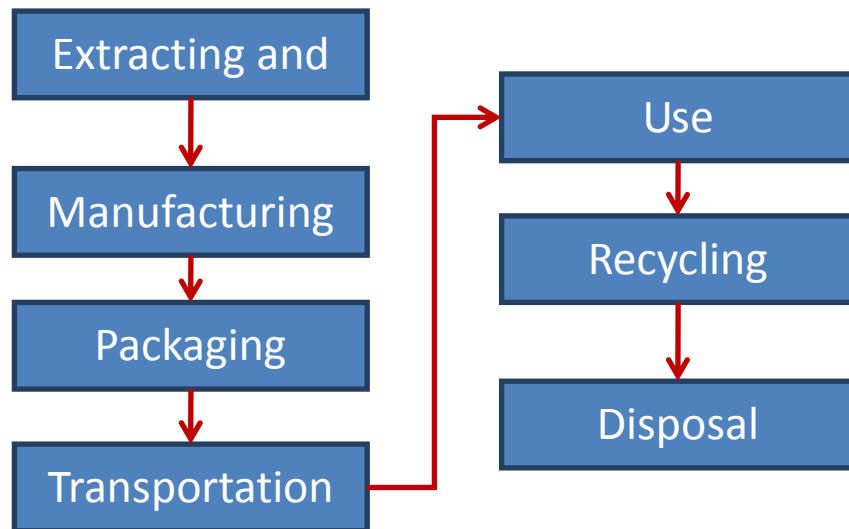 Extracting and
Manufacturing
Packaging
Transportation
Use
Recycling
Disposal